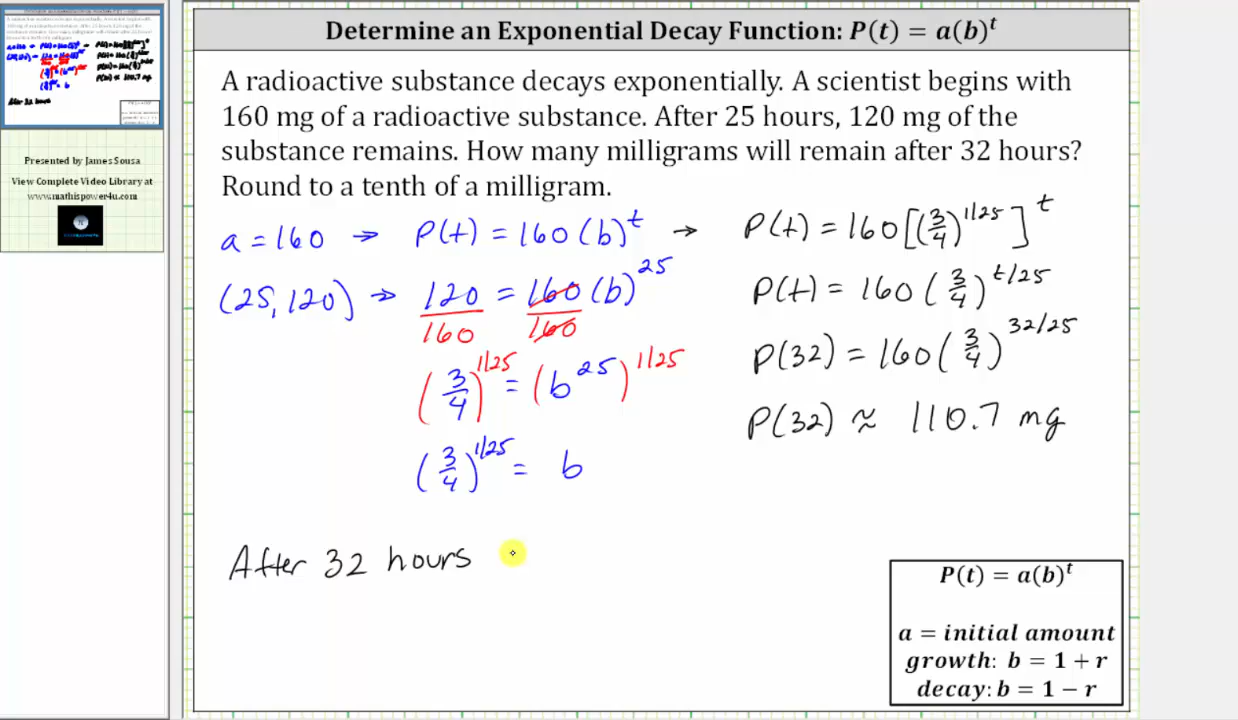 Determine an Exponential Decay Function: P(t) = a(b)^t
A radioactive substance decays exponentially. A scientist begins with
160 mg of a radioactive substance. After 25 hours, 120 mg of the
substance remains. How many milligrams will remain after 32 hours?
Round to a tenth of a milligram.
a = 160 → P(t) = 160(b)^t →
(25, 120) → 120/160 = 160/160 (b)^25
(3/4)^1/25 = (b^25)^1/25
(3/4)^1/25 = b
P(t) = 160[(3/4)^1/25]^t
P(t) = 160(3/4)^t/25
P(32) = 160(3/4)^32/25
P(32) ≈ 110.7 mg
After 32 hours
P(t) = a(b)^t
a = initial amount
growth: b = 1 + r
decay: b = 1 − r
Presented by James Sousa
View Complete Video Library at
www.mathispower4u.com